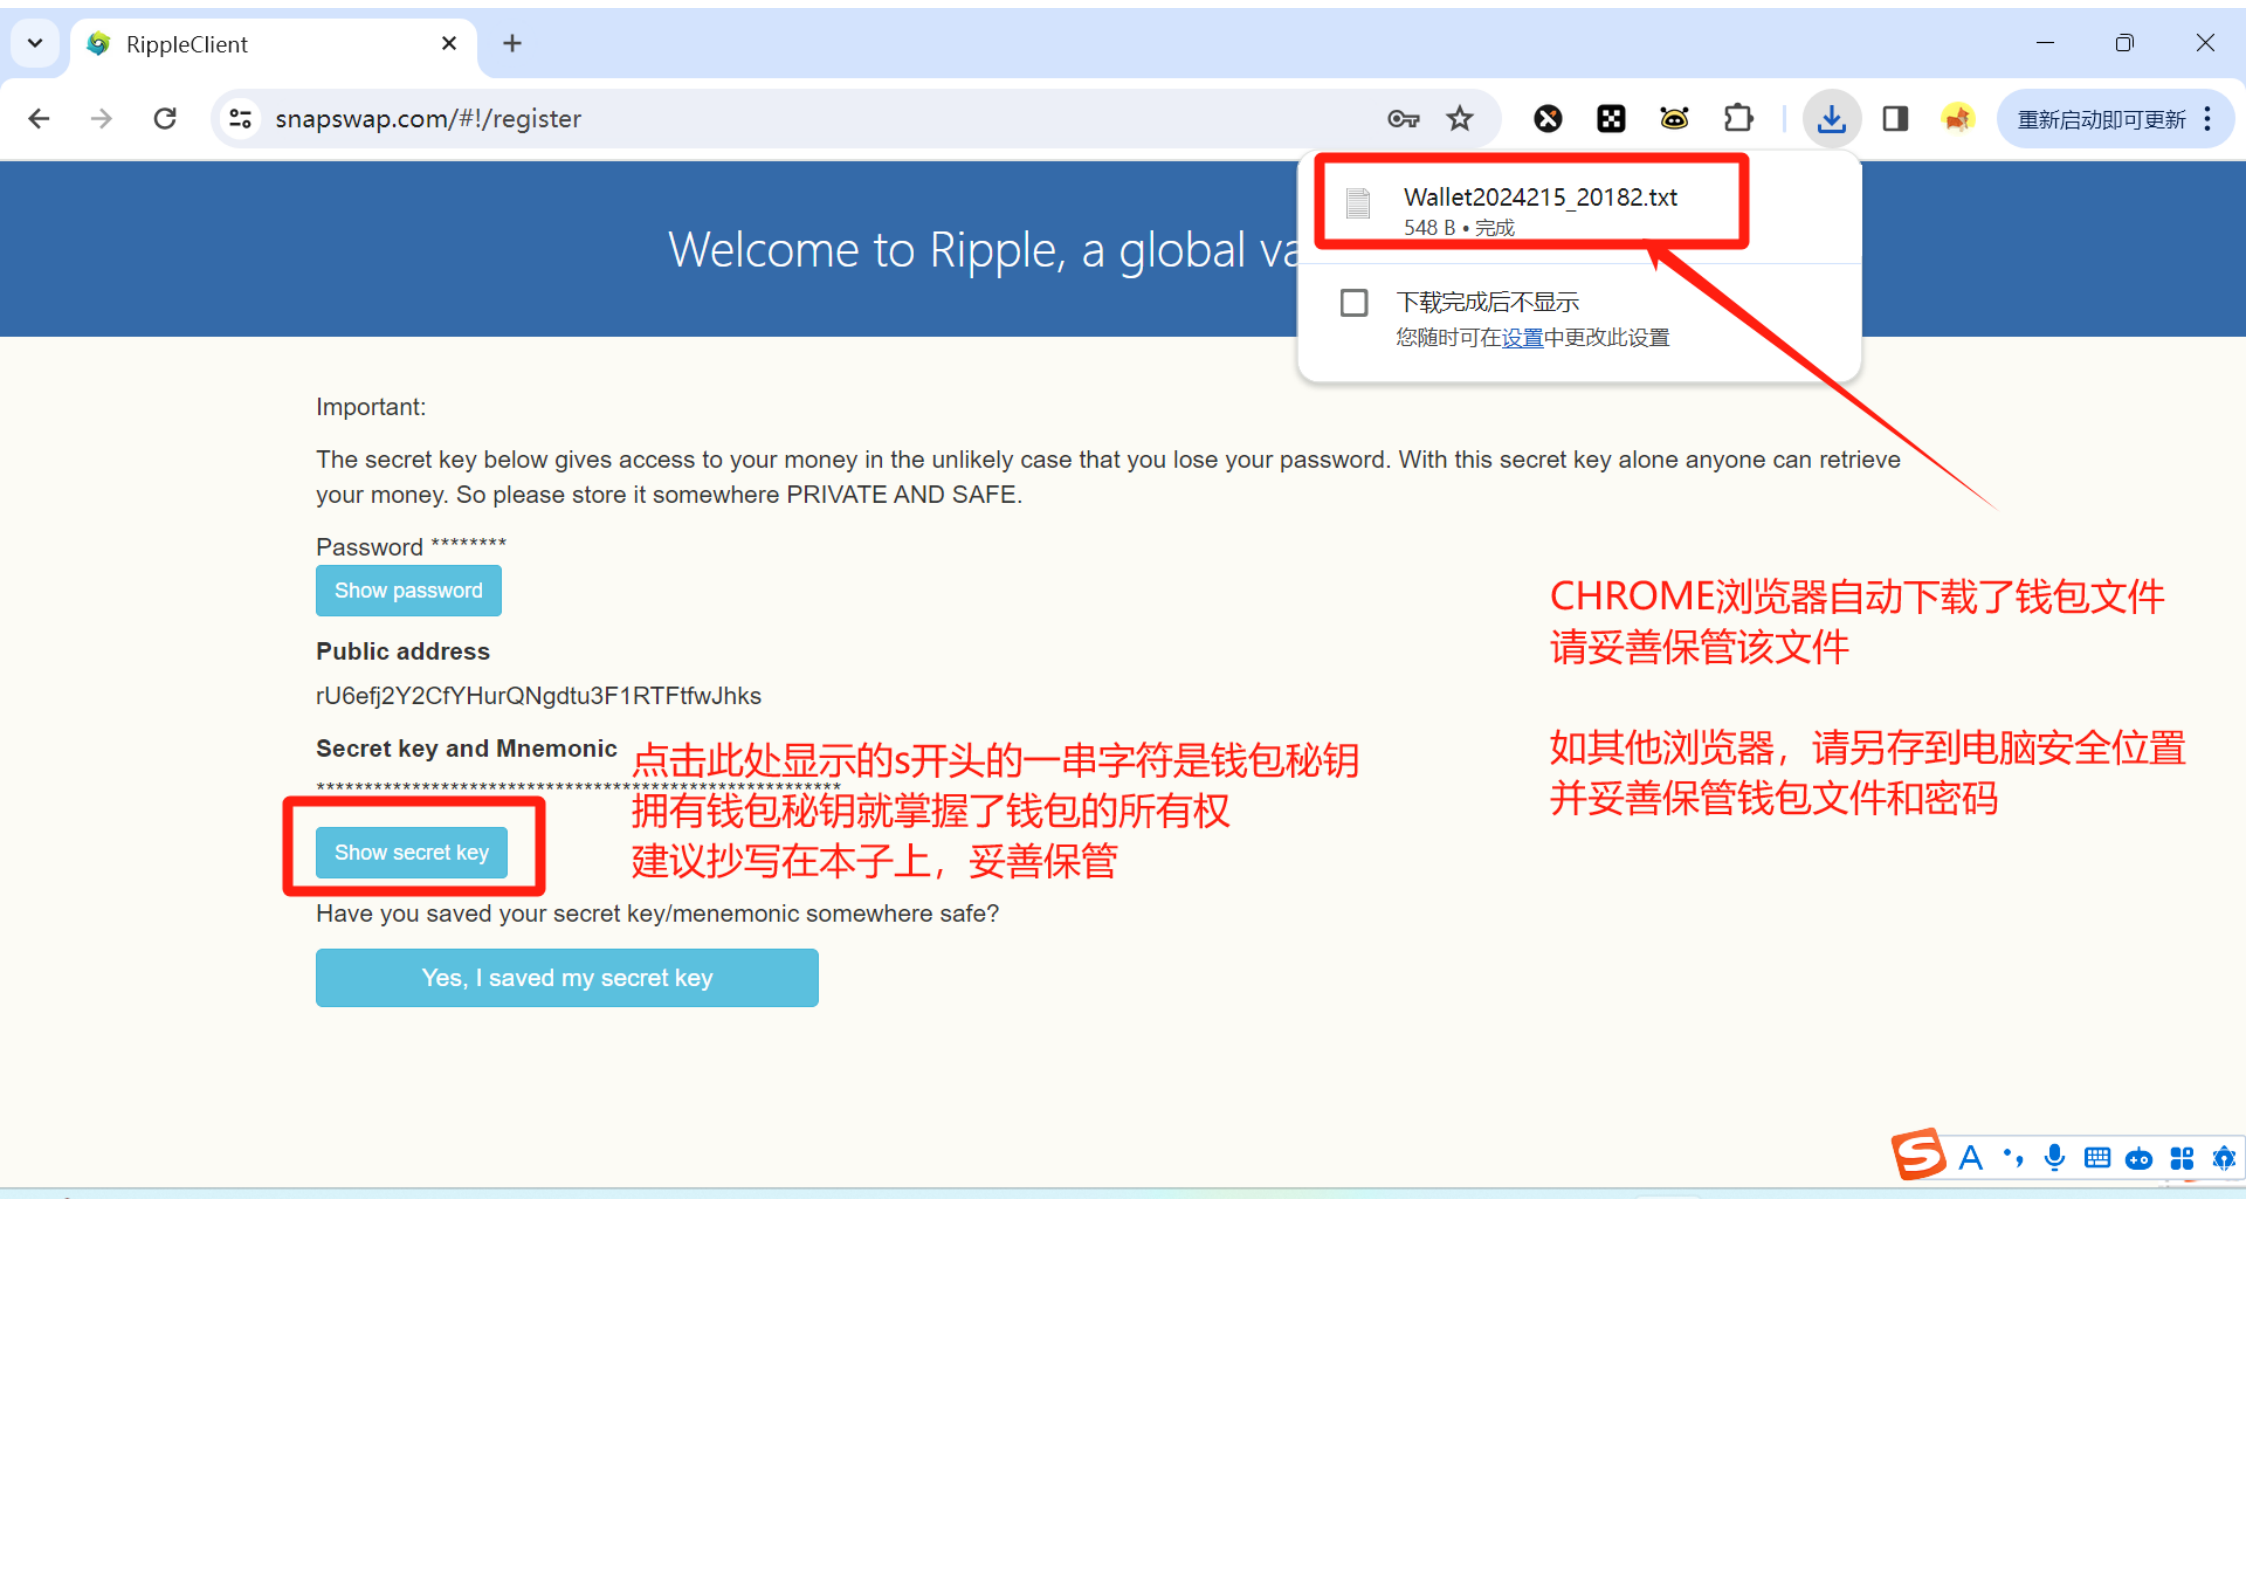 RippleClient
snapswap.com/#!/register
重新启动即可更新
Wallet2024215_20182.txt
548 B • 完成
Welcome to Ripple, a global va
下载完成后不显示
您随时可在设置中更改此设置
Important:
The secret key below gives access to your money in the unlikely case that you lose your password. With this secret key alone anyone can retrieve
your money. So please store it somewhere PRIVATE AND SAFE.
Password ********
Show password
CHROME浏览器自动下载了钱包文件
请妥善保管该文件
Public address
rU6efj2Y2CfYHurQNgdtu3F1RTFtfwJhks
如其他浏览器，请另存到电脑安全位置
并妥善保管钱包文件和密码
Secret key and Mnemonic
点击此处显示的s开头的一串字符是钱包秘钥
*******************************************************
拥有钱包秘钥就掌握了钱包的所有权
建议抄写在本子上，妥善保管
Show secret key
Have you saved your secret key/menemonic somewhere safe?
Yes, I saved my secret key
S A